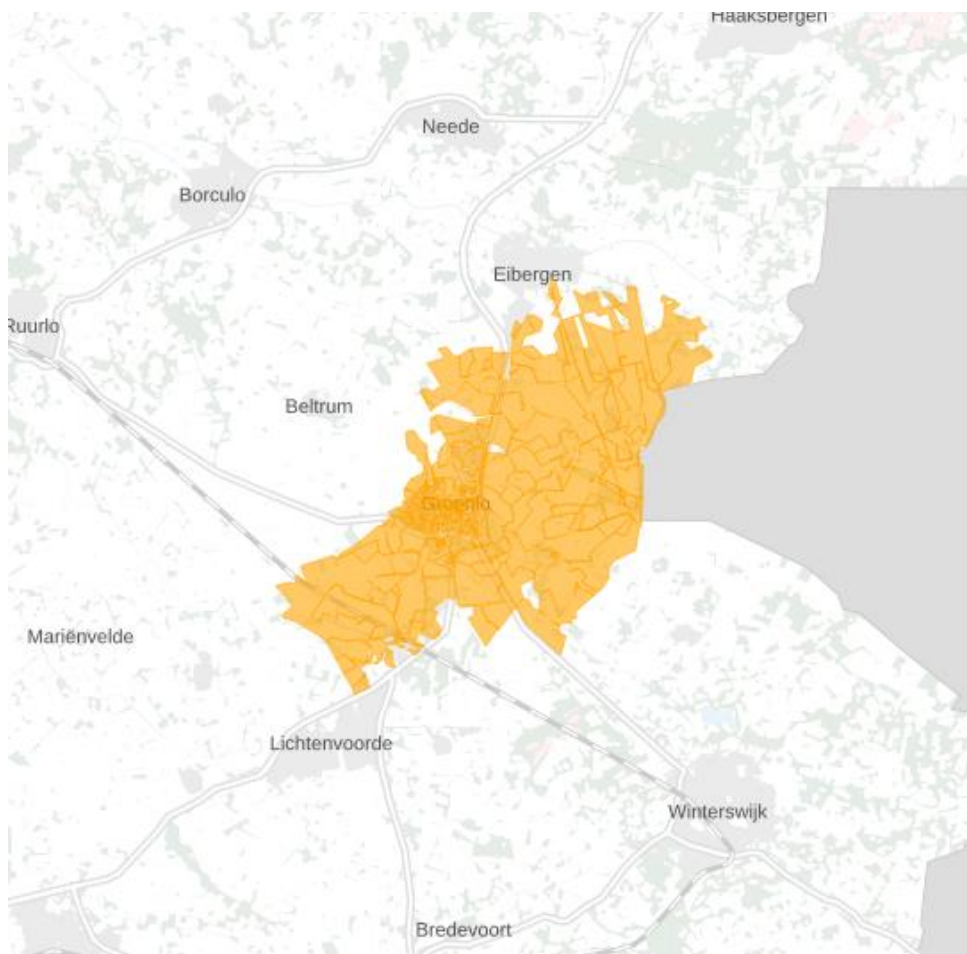 Haaksbergen
Neede
Borculo
Eibergen
Ruurlo
Beltrum
Groenlo
Mariënvelde
Lichtenvoorde
Winterswijk
Bredevoort